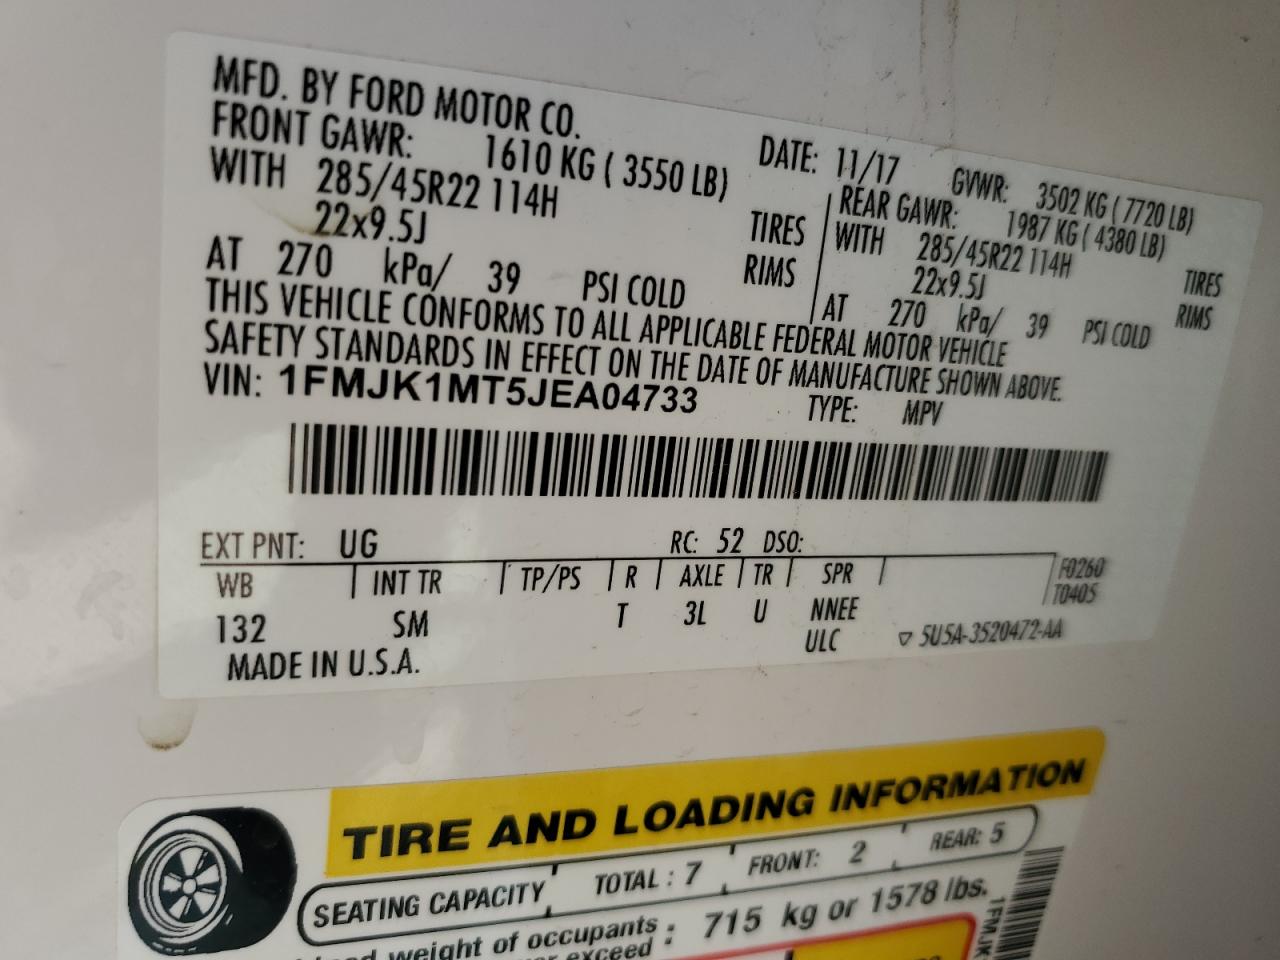 MFD. BY FORD MOTOR CO.
DATE: 11/17 GVWR: 3502 KG ( 7720 LB)
FRONT GAWR: 1610 KG ( 3550 LB) REAR GAWR: 1987 KG ( 4380 LB)
WITH 285/45R22 114H TIRES WITH 285/45R22 114H TIRES
22x9.5J RIMS 22x9.5J RIMS
AT 270 kPa/ 39 PSI COLD AT 270 kPa/ 39 PSI COLD
THIS VEHICLE CONFORMS TO ALL APPLICABLE FEDERAL MOTOR VEHICLE
SAFETY STANDARDS IN EFFECT ON THE DATE OF MANUFACTURE SHOWN ABOVE.
VIN: 1FMJK1MT5JEA04733 TYPE: MPV
EXT PNT: UG RC: 52 DSO:
WB INT TR TP/PS R AXLE TR SPR F0260
T0405
132 SM T 3L U NNEE
ULC ▽ 5U5A-3520472-AA
MADE IN U.S.A.
TIRE AND LOADING INFORMATION
SEATING CAPACITY TOTAL : 7 FRONT: 2 REAR: 5
weight of occupants : 715 kg or 1578 lbs.
exceed
1FMJK